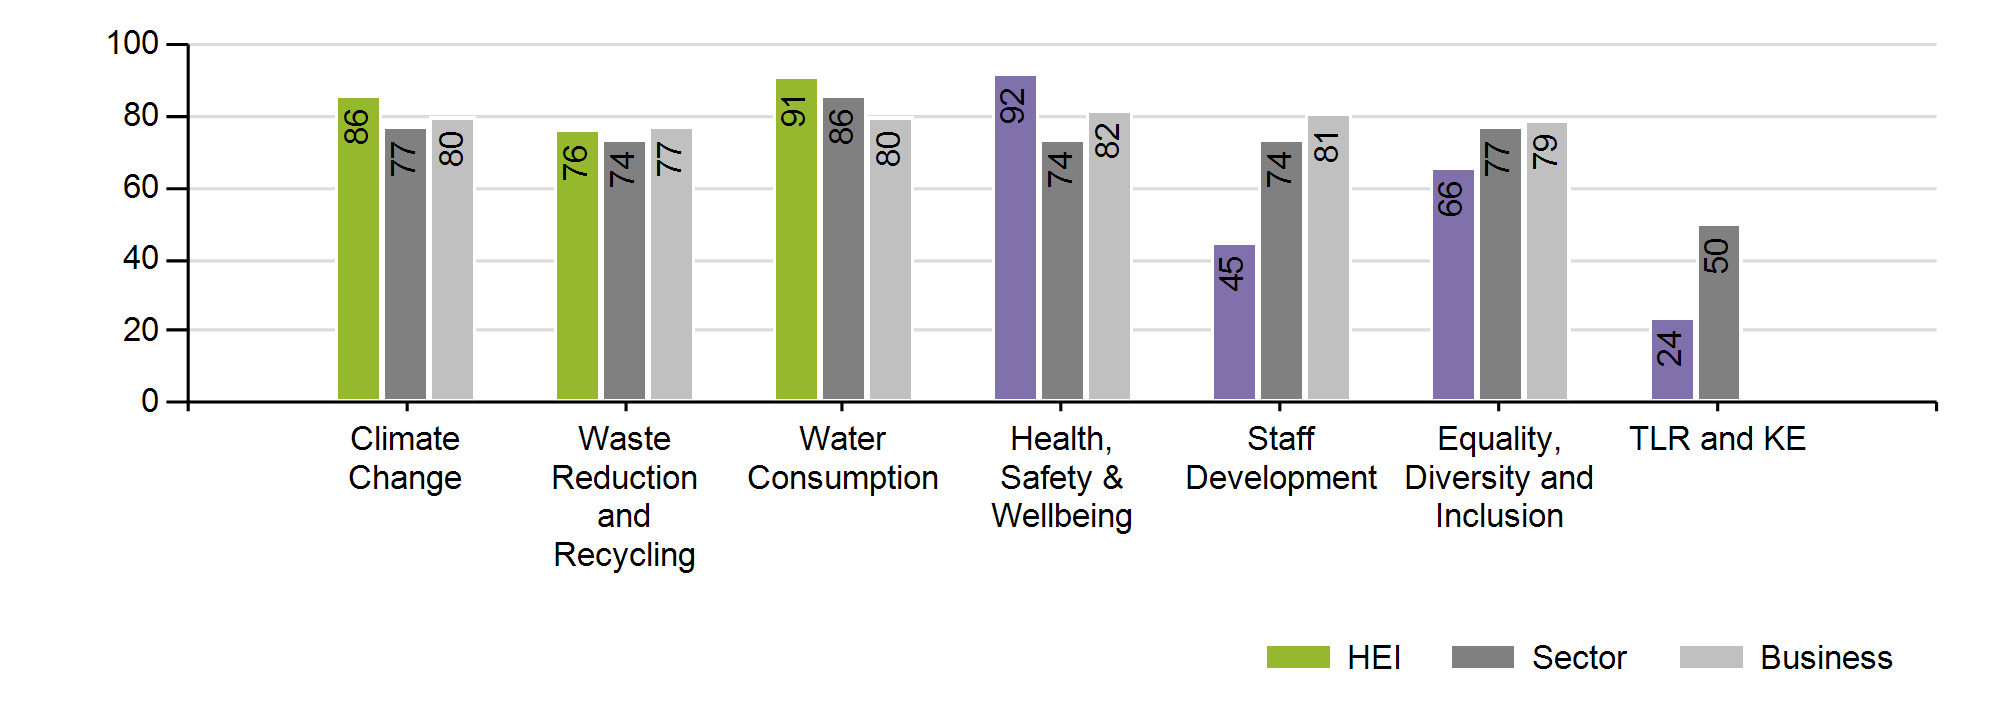 100
80
60
40
20
0
86
77
80
76
74
77
91
86
80
92
74
82
45
74
81
66
77
79
24
50
Climate
Change
Waste
Reduction
and
Recycling
Water
Consumption
Health,
Safety &
Wellbeing
Staff
Development
Equality,
Diversity and
Inclusion
TLR and KE
HEI
Sector
Business